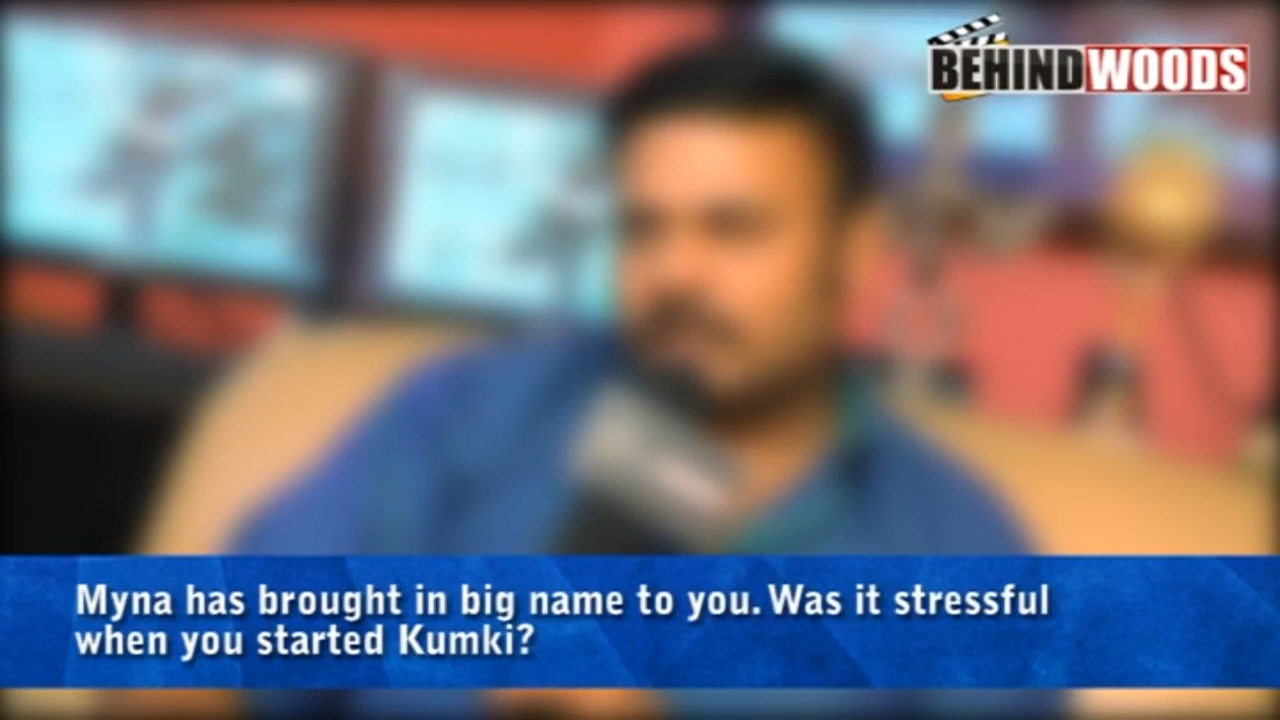 BEHINDWOODS
Myna has brought in big name to you. Was it stressful
when you started Kumki?